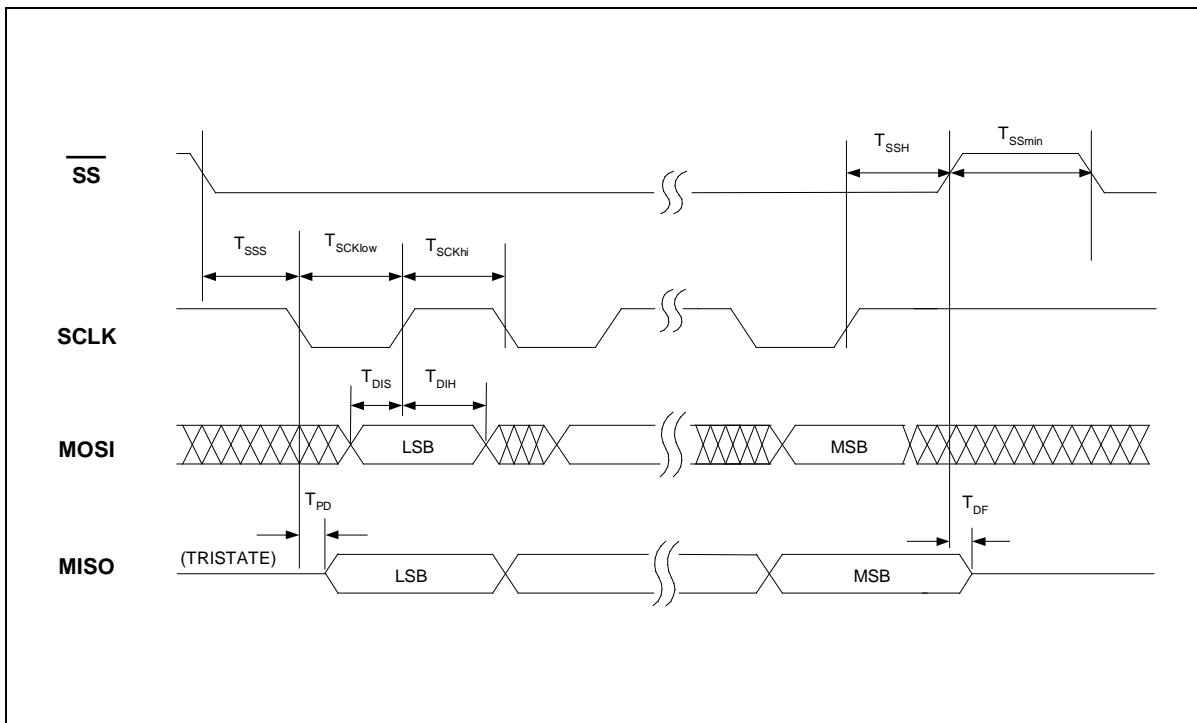 T_SSH T_SSmin
SS
T_SSS T_SCKlow T_SCKhi
SCLK
T_DIS T_DIH
MOSI LSB MSB
T_PD T_DF
(TRISTATE)
MISO LSB MSB